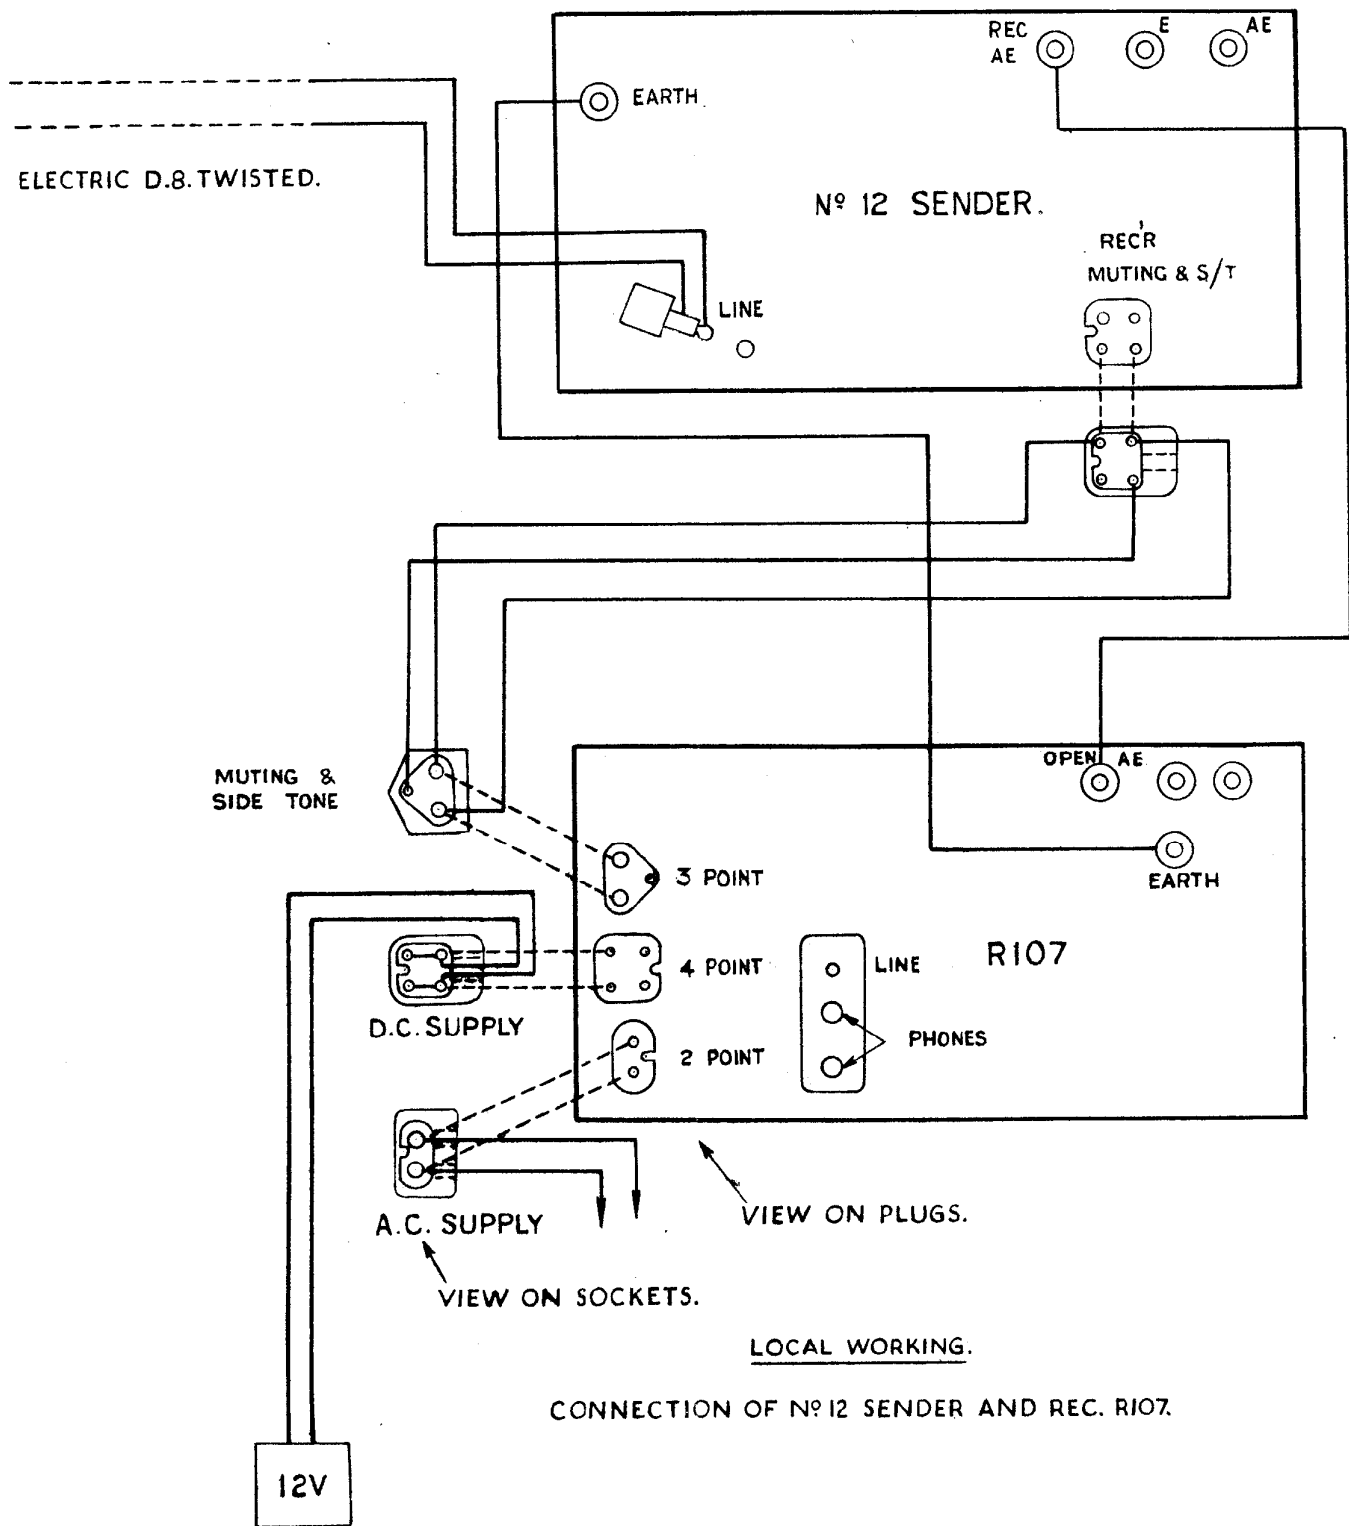 REC
AE
E
AE
EARTH.
ELECTRIC D.8. TWISTED.
Nº 12 SENDER.
REC'R
MUTING & S/T
LINE
MUTING &
SIDE TONE
OPEN AE
3 POINT
EARTH
4 POINT
LINE
R107
D.C. SUPPLY
PHONES
2 POINT
A.C. SUPPLY
VIEW ON PLUGS.
VIEW ON SOCKETS.
LOCAL WORKING.
CONNECTION OF Nº 12 SENDER AND REC. R107.
12V